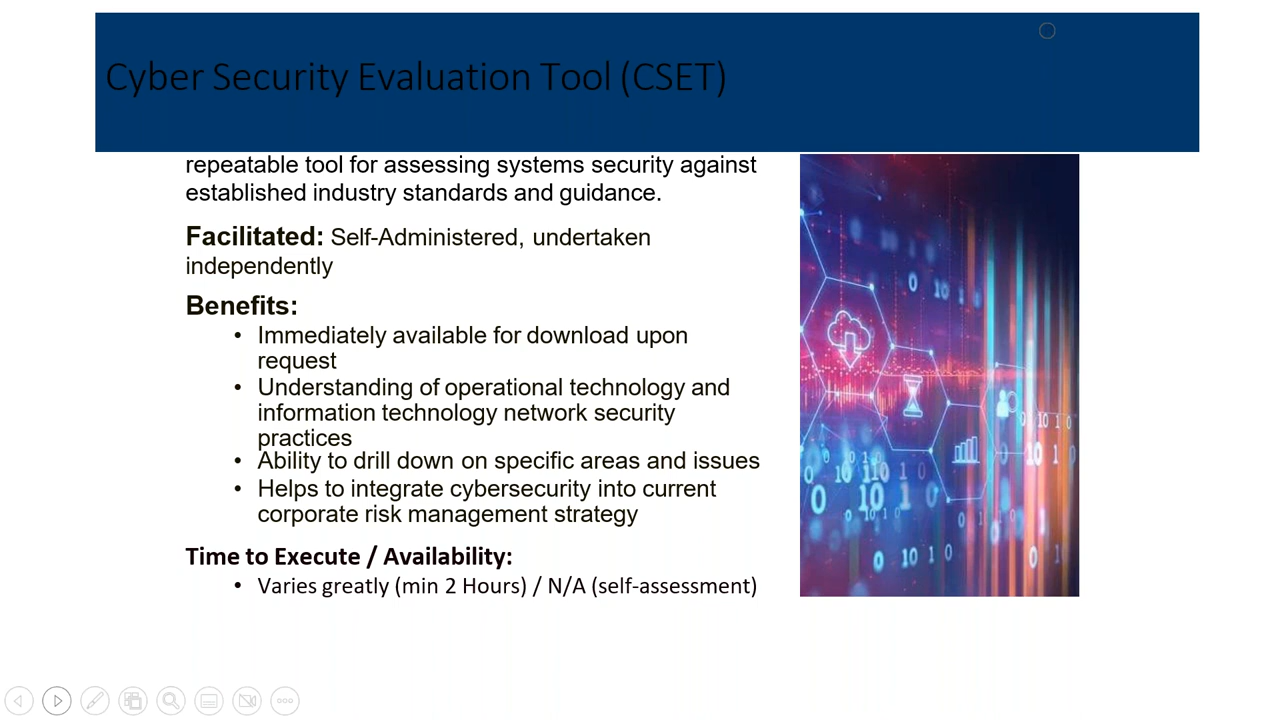 Cyber Security Evaluation Tool (CSET)
repeatable tool for assessing systems security against
established industry standards and guidance.
Facilitated: Self-Administered, undertaken
independently
Benefits:
• Immediately available for download upon
request
• Understanding of operational technology and
information technology network security
practices
• Ability to drill down on specific areas and issues
• Helps to integrate cybersecurity into current
corporate risk management strategy
Time to Execute / Availability:
• Varies greatly (min 2 Hours) / N/A (self-assessment)